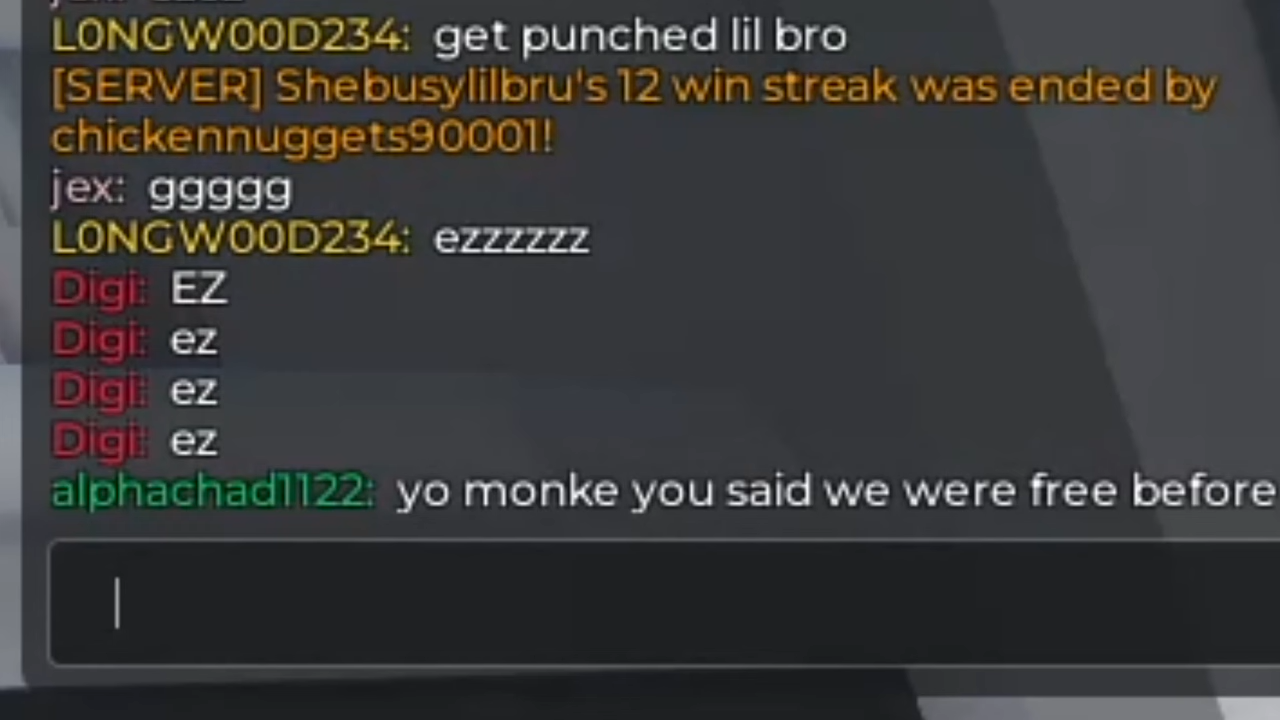 L0NGW00D234: get punched lil bro
[SERVER] Shebusylilbru's 12 win streak was ended by
chickennuggets90001!
jex: ggggg
L0NGW00D234: ezzzzzz
Digi: EZ
Digi: ez
Digi: ez
Digi: ez
alphachad1122: yo monke you said we were free before